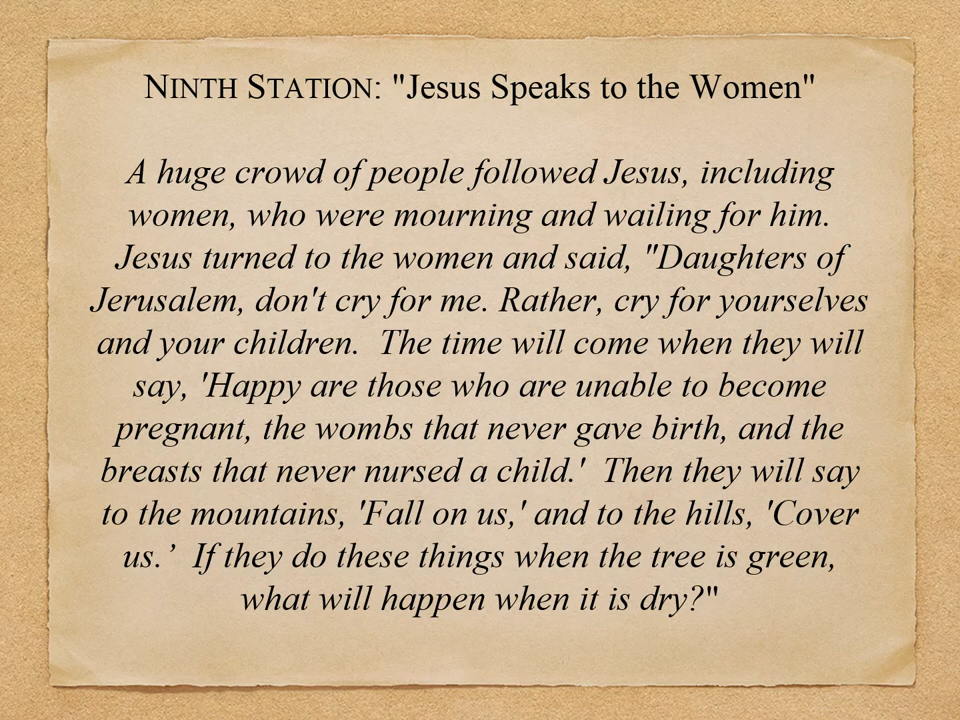 NINTH STATION: "Jesus Speaks to the Women"
A huge crowd of people followed Jesus, including
women, who were mourning and wailing for him.
Jesus turned to the women and said, "Daughters of
Jerusalem, don't cry for me. Rather, cry for yourselves
and your children.  The time will come when they will
say, 'Happy are those who are unable to become
pregnant, the wombs that never gave birth, and the
breasts that never nursed a child.'  Then they will say
to the mountains, 'Fall on us,' and to the hills, 'Cover
us.’  If they do these things when the tree is green,
what will happen when it is dry?"